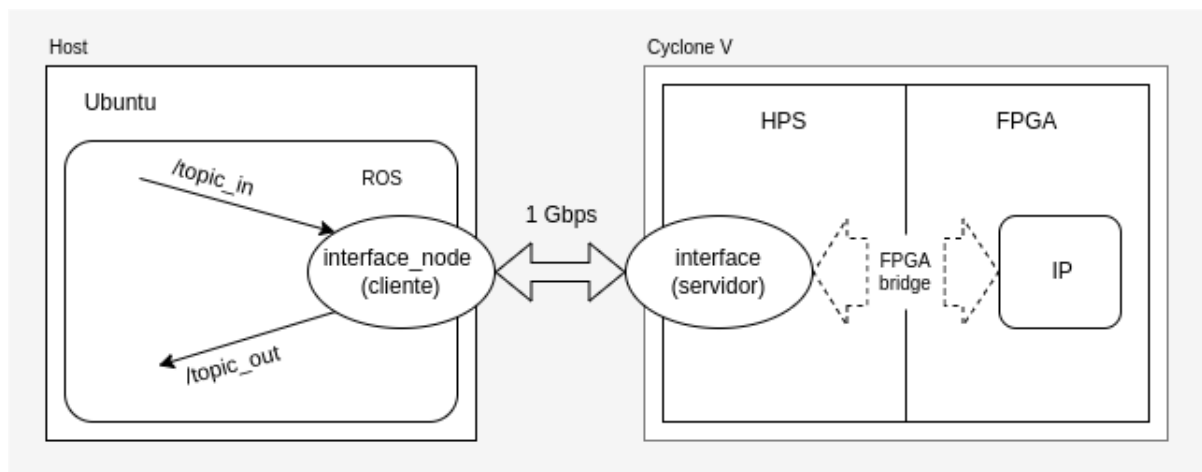 Host
Ubuntu
/topic_in
ROS
interface_node
(cliente)
/topic_out
1 Gbps
Cyclone V
HPS
FPGA
interface
(servidor)
FPGA
bridge
IP